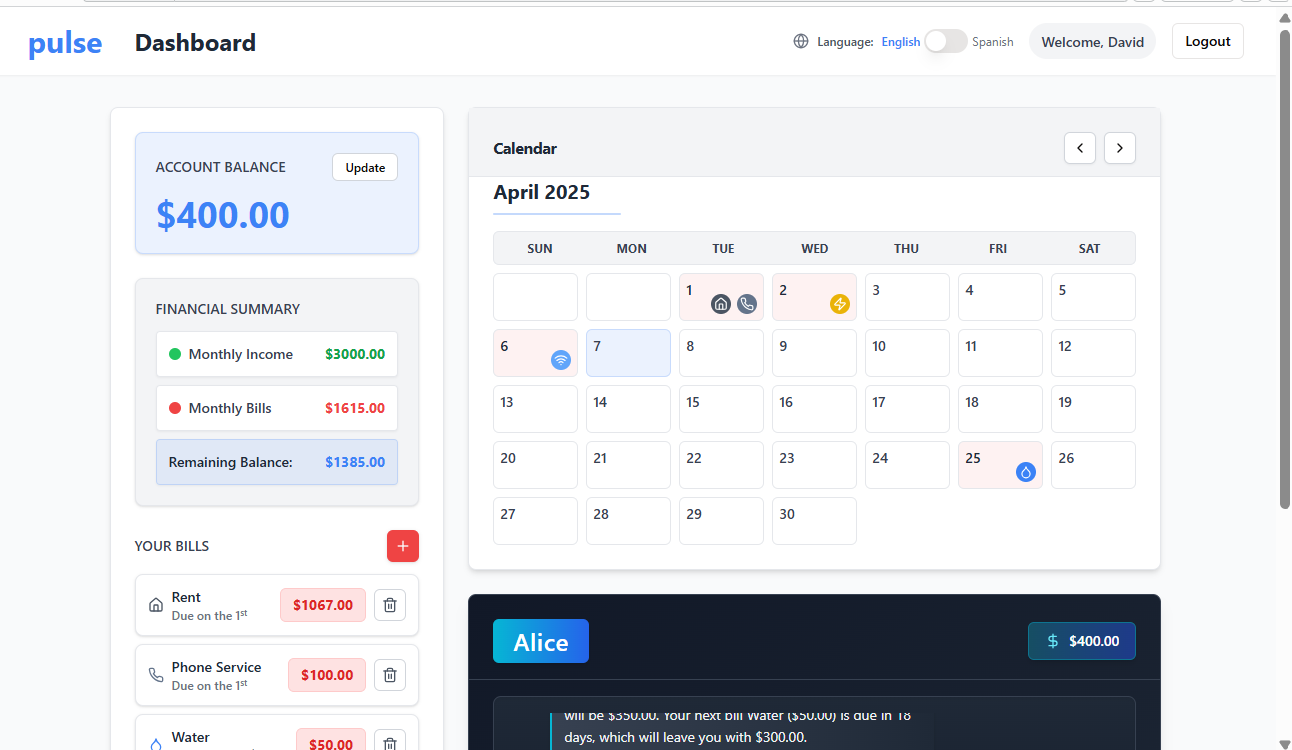 pulse
Dashboard
Language: English Spanish
Welcome, David
Logout
ACCOUNT BALANCE
Update
$400.00
FINANCIAL SUMMARY
Monthly Income $3000.00
Monthly Bills $1615.00
Remaining Balance: $1385.00
YOUR BILLS
+
Rent
Due on the 1st
$1067.00
Phone Service
Due on the 1st
$100.00
Water
$50.00
Calendar
April 2025
SUN MON TUE WED THU FRI SAT
1 2 3 4 5
6 7 8 9 10 11 12
13 14 15 16 17 18 19
20 21 22 23 24 25 26
27 28 29 30
Alice
$ $400.00
will be $350.00. Your next bill Water ($50.00) is due in 18
days, which will leave you with $300.00.